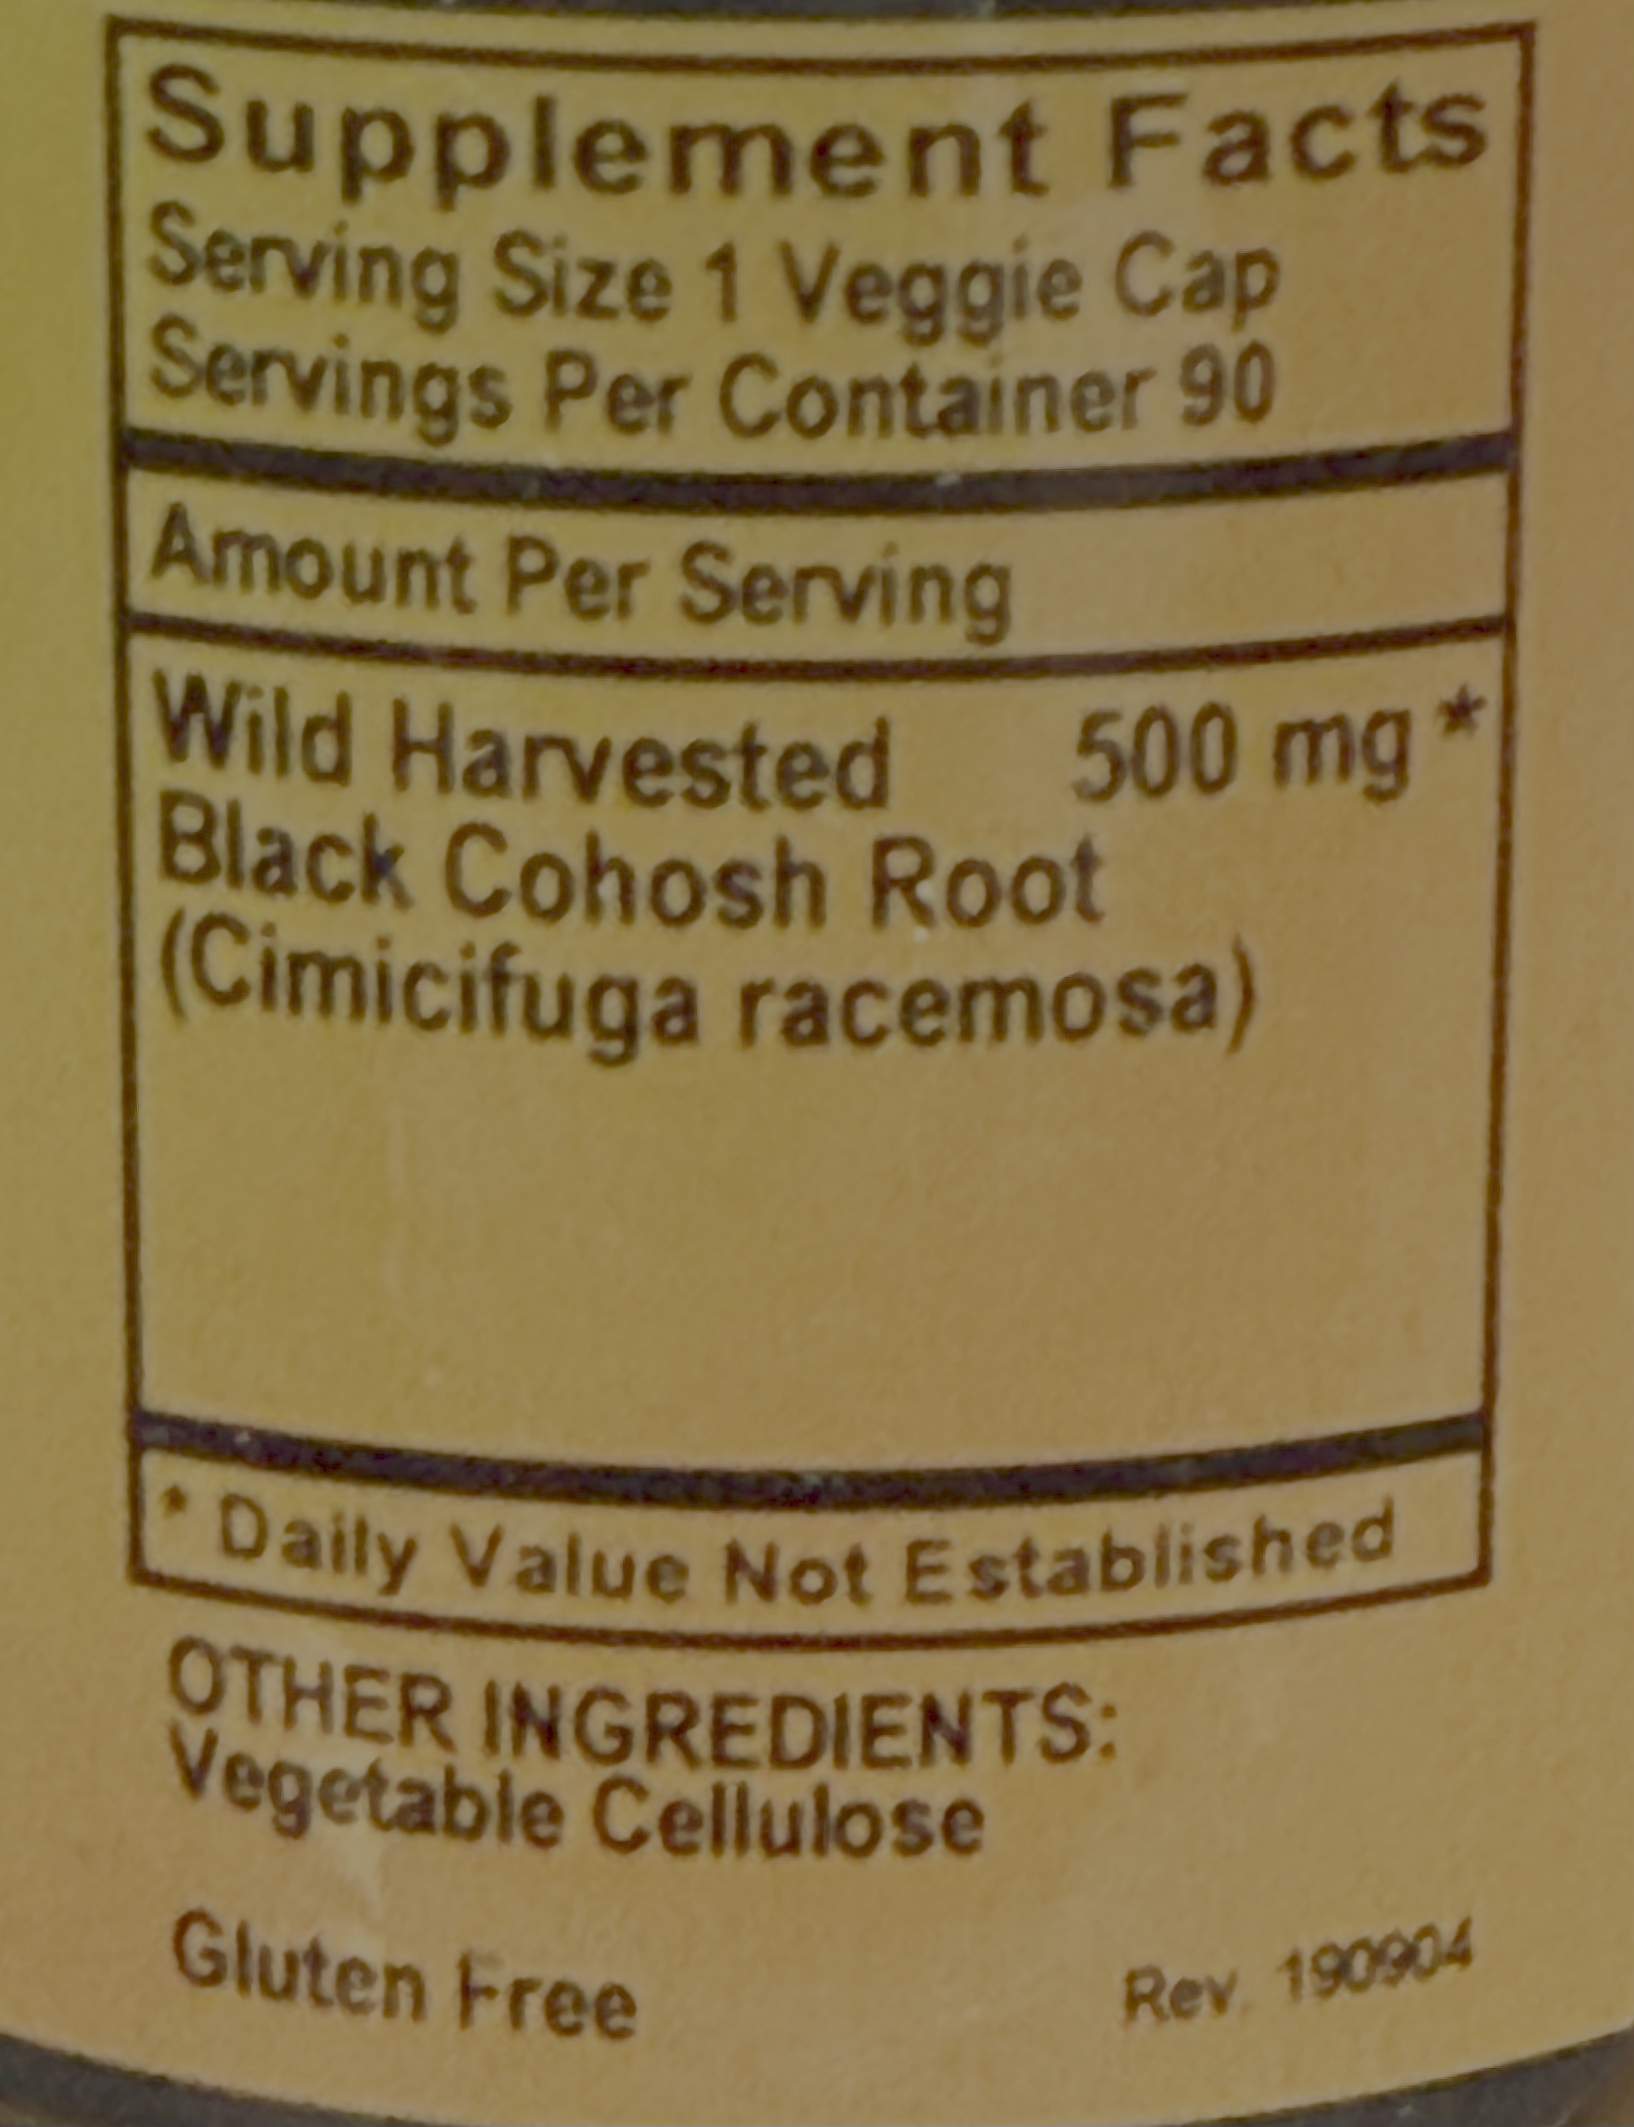 Supplement Facts
Serving Size 1 Veggie Cap
Servings Per Container 90
Amount Per Serving
Wild Harvested 500 mg *
Black Cohosh Root
(Cimicifuga racemosa)
* Daily Value Not Established
OTHER INGREDIENTS:
Vegetable Cellulose
Gluten Free
Rev. 190904